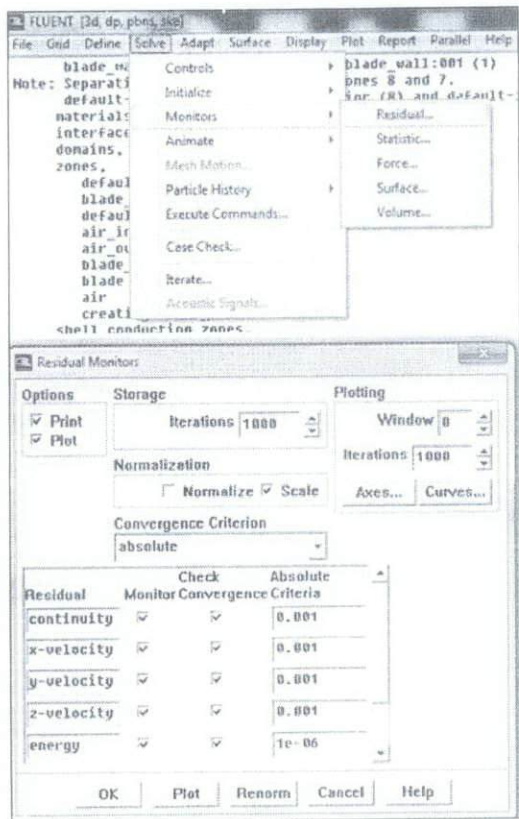 FLUENT [3d, dp, pbns, ske]
File Grid Define Solve Adapt Surface Display Plot Report Parallel Help
blade_wa
blade_wall:001 (1)
Note: Separati
ones 8 and 7.
default-
ior (8) and default-i
materials
interface
domains,
zones,
defaul
blade_
defaul
air_in
air_ou
blade_
blade
air
creati
shell conduction zones.
Controls
Initialize
Monitors
Animate
Mesh Motion...
Particle History
Execute Commands...
Case Check...
Iterate...
Acoustic Signals...
Residual...
Statistic...
Force...
Surface...
Volume...
Residual Monitors
Options Storage Plotting
Print Iterations 1000 Window 0
Plot
Iterations 1000
Normalization
Normalize Scale Axes... Curves...
Convergence Criterion
absolute
Check Absolute
Residual Monitor Convergence Criteria
continuity 0.001
x-velocity 0.001
y-velocity 0.001
z-velocity 0.001
energy 1e-06
OK Plot Renorm Cancel Help